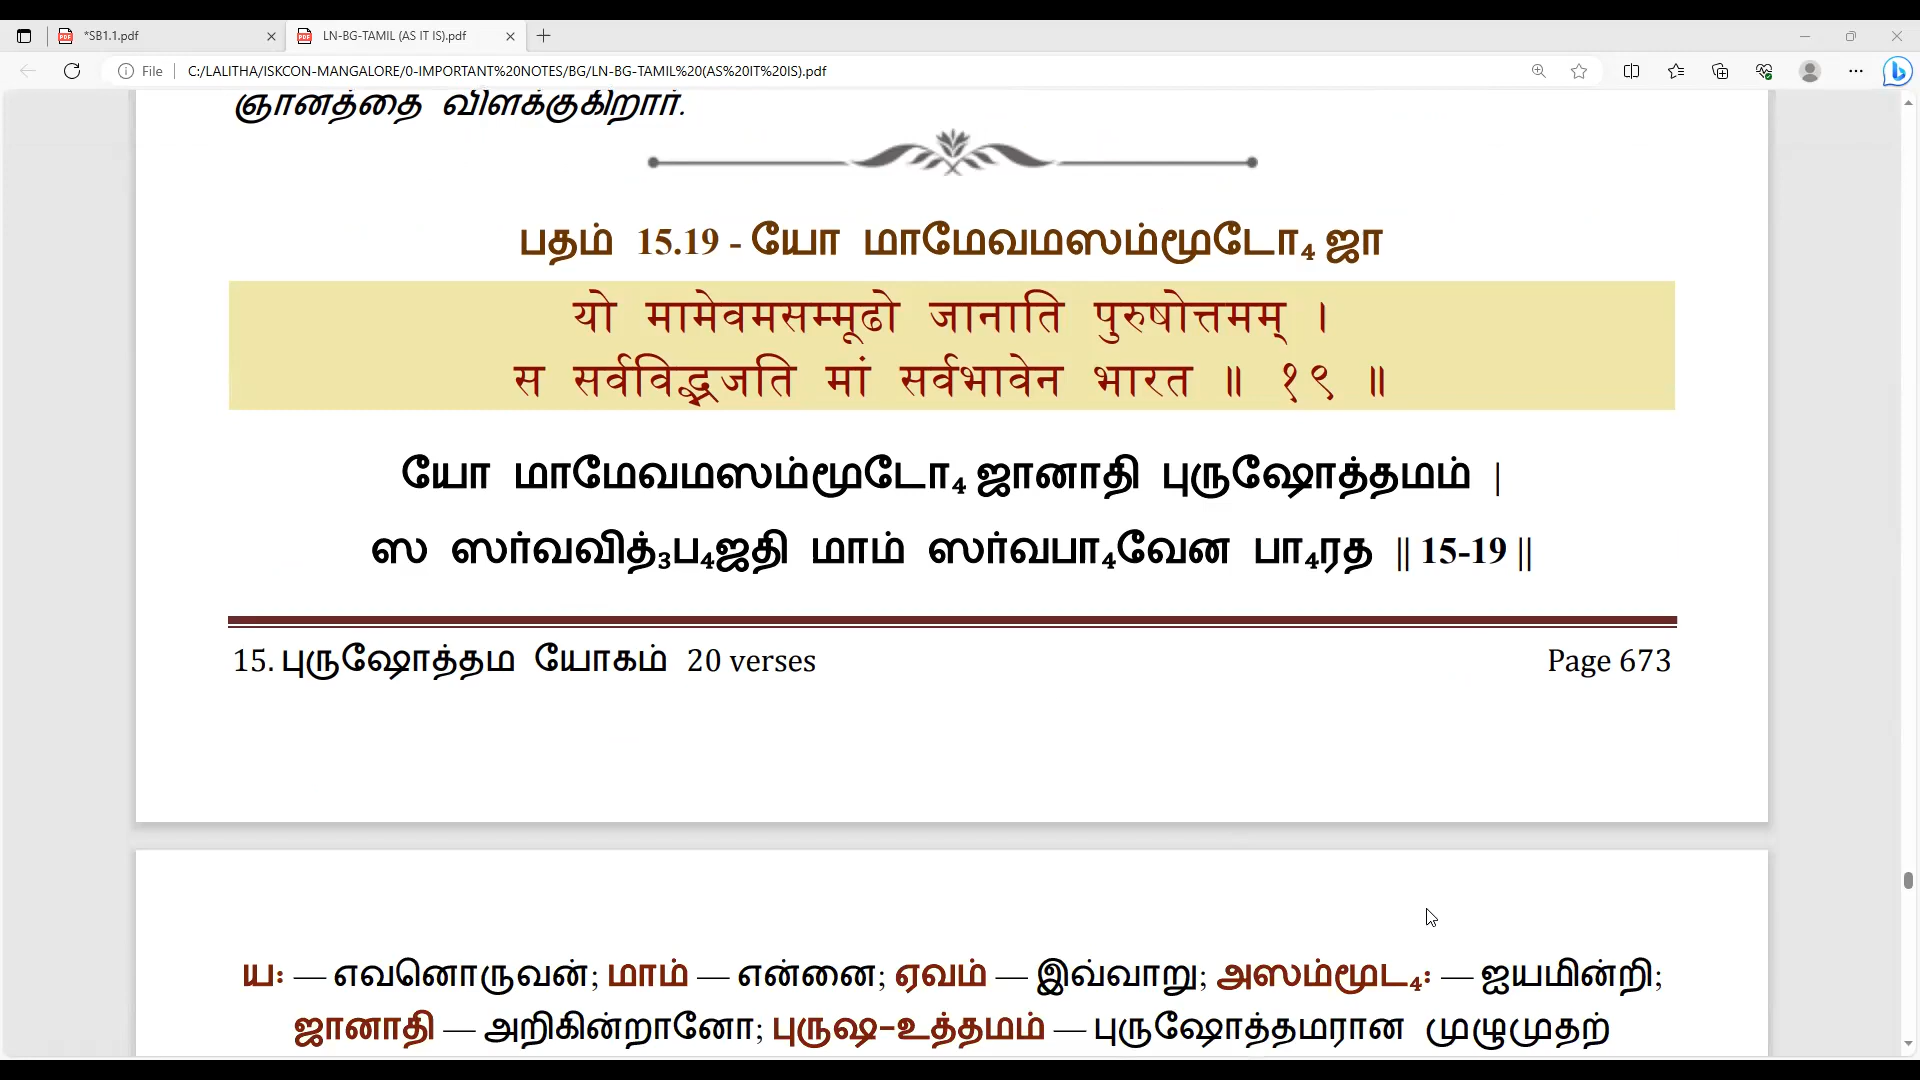 *SB1.1.pdf
LN-BG-TAMIL (AS IT IS).pdf
File
C:/LALITHA/ISKCON-MANGALORE/0-IMPORTANT%20NOTES/BG/LN-BG-TAMIL%20(AS%20IT%20IS).pdf
ஞானத்தை விளக்குகிறார்.
பதம் 15.19 - யோ மாமேவமஸம்மூடோ₄ ஜா
यो मामेवमसम्मूढो जानाति पुरुषोत्तमम् ।
स सर्वविद्भजति मां सर्वभावेन भारत ॥ १९ ॥
யோ மாமேவமஸம்மூடோ₄ ஜானாதி புருஷோத்தமம் |
ஸ ஸர்வவித்₃ப₄ஜதி மாம் ஸர்வபா₄வேன பா₄ரத || 15-19 ||
15. புருஷோத்தம யோகம் 20 verses
Page 673
ய: — எவனொருவன்; மாம் — என்னை; ஏவம் — இவ்வாறு; அஸம்மூட₄: — ஐயமின்றி;
ஜானாதி — அறிகின்றானோ; புருஷ-உத்தமம் — புருஷோத்தமரான முழுமுதற்